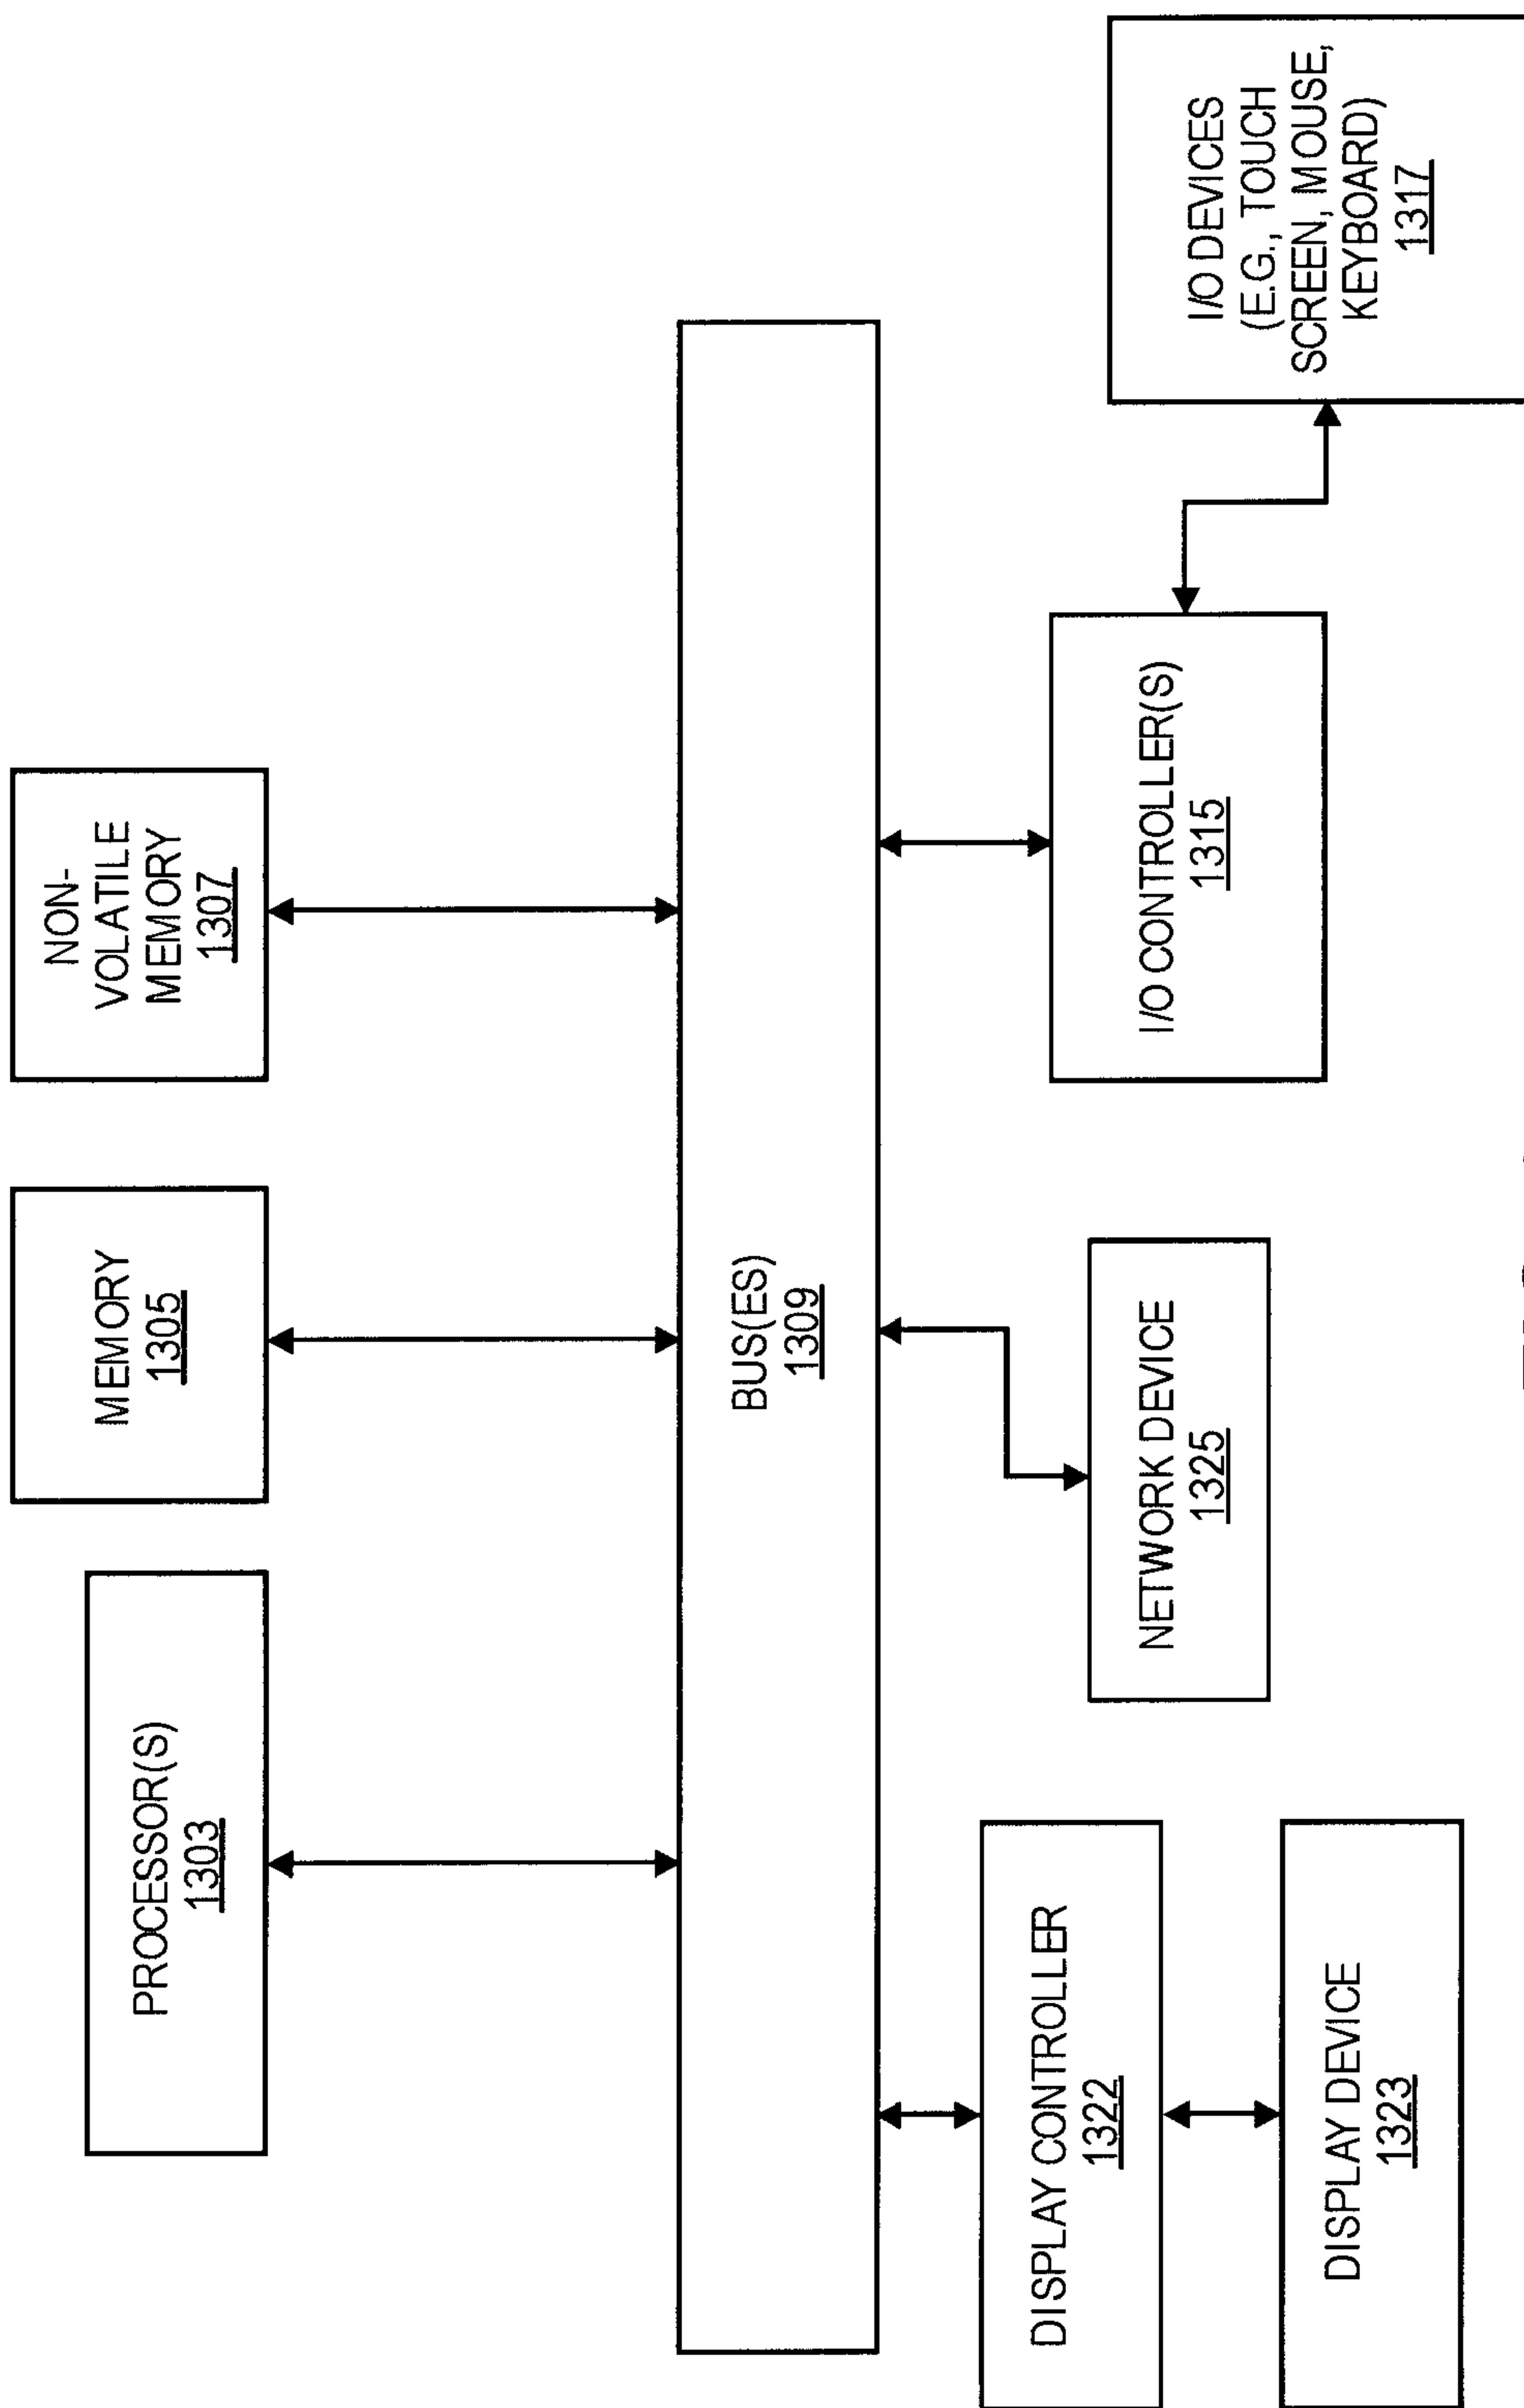 PROCESSOR(S)
1303
MEMORY
1305
NON-
VOLATILE
MEMORY
1307
BUS(ES)
1309
DISPLAY CONTROLLER
1322
DISPLAY DEVICE
1323
NETWORK DEVICE
1325
I/O CONTROLLER(S)
1315
I/O DEVICES
(E.G., TOUCH
SCREEN, MOUSE,
KEYBOARD)
1317